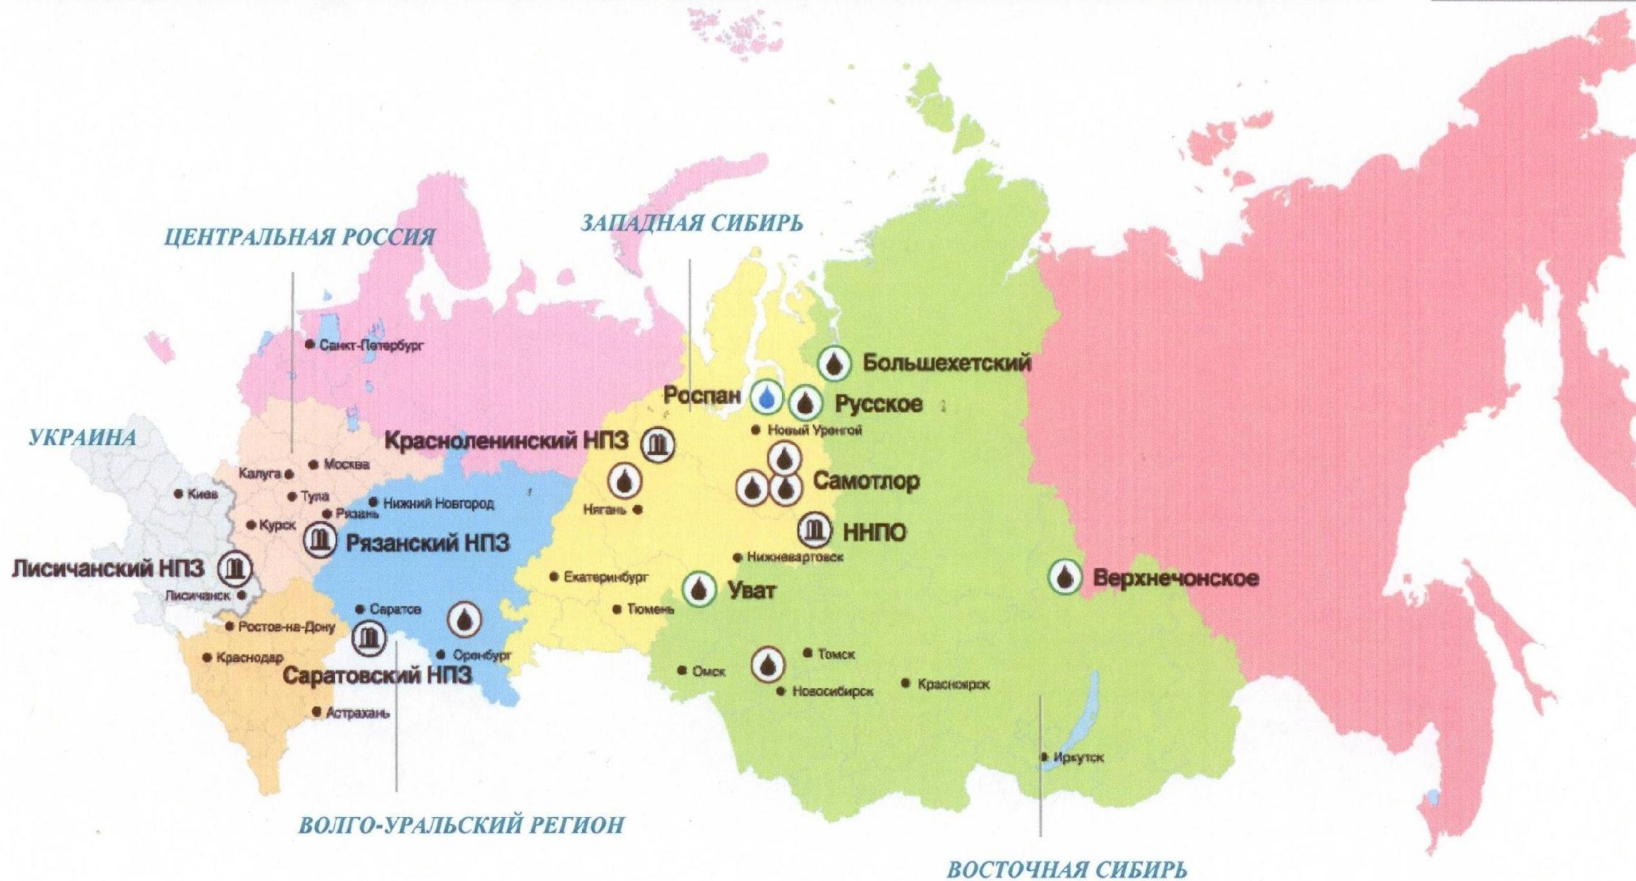 ЦЕНТРАЛЬНАЯ РОССИЯ
ЗАПАДНАЯ СИБИРЬ
Санкт-Петербург
Большехетский
Роспан
Русское
Новый Уренгой
УКРАИНА
Красноленинский НПЗ
Москва
Калуга
Самотлор
Киев
Тула
Нижний Новгород
Нягань
Рязань
Курск
ННПО
Рязанский НПЗ
Нижневартовск
Лисичанский НПЗ
Екатеринбург
Верхнечонское
Уват
Лисичанск
Саратов
Тюмень
Ростов-на-Дону
Краснодар
Оренбург
Томск
Саратовский НПЗ
Омск
Новосибирск
Красноярск
Астрахань
Иркутск
ВОЛГО-УРАЛЬСКИЙ РЕГИОН
ВОСТОЧНАЯ СИБИРЬ